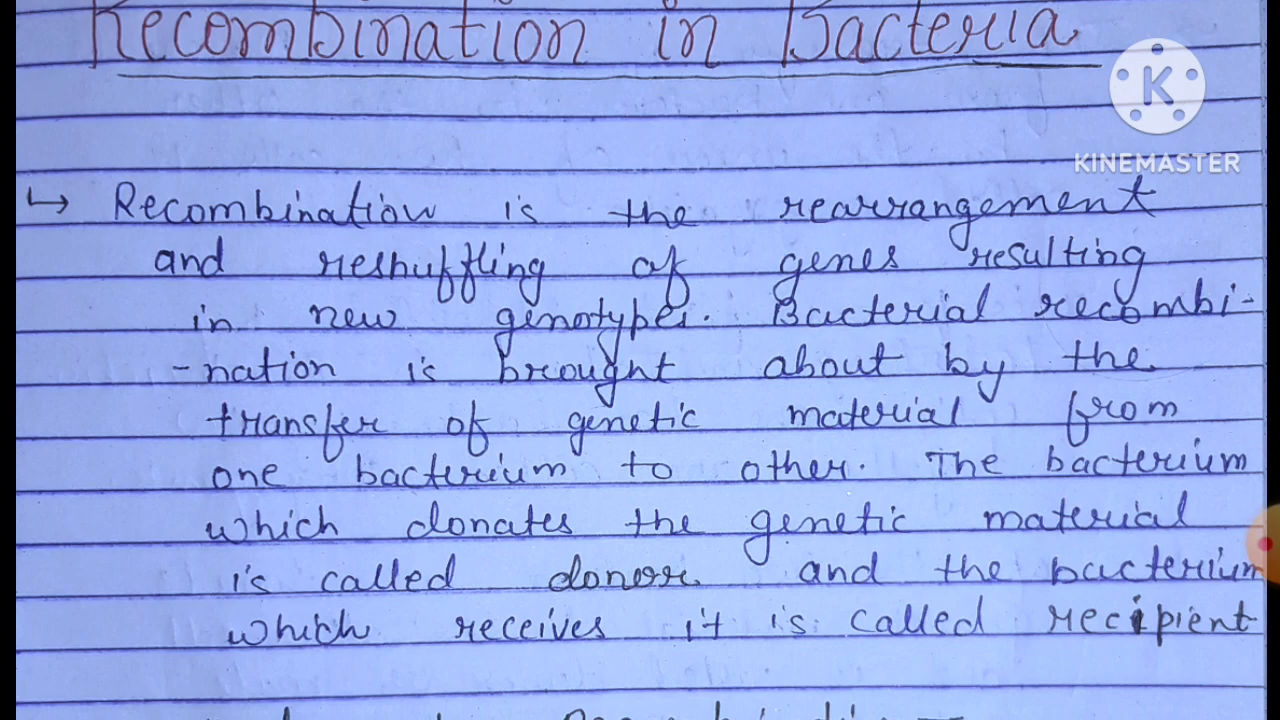 Recombination in Bacteria
K
KINEMASTER
↳ Recombination is the rearrangement
and reshuffling of genes resulting
in new genotypes. Bacterial recombi-
-nation is brought about by the
transfer of genetic material from
one bacterium to other. The bacterium
which donates the genetic material
is called donor. and the bacterium
which receives it is called recipient